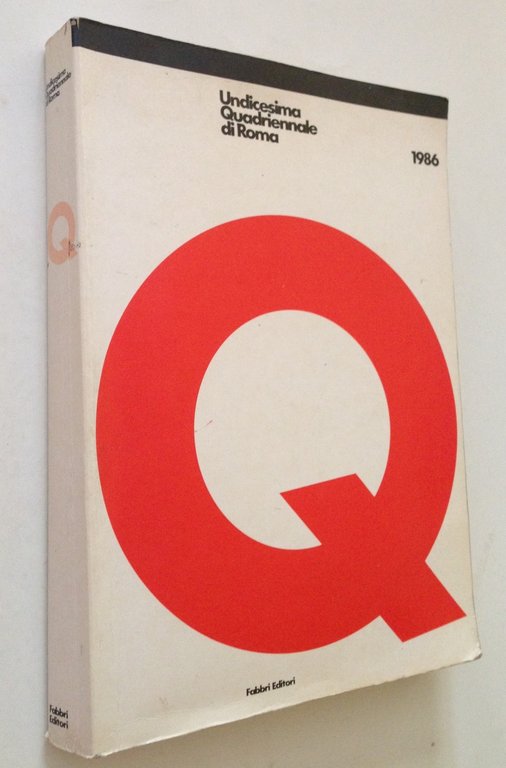 Undicesima
Quadriennale
di Roma
Q
Fabbri
Editori
Undicesima
Quadriennale
di Roma
1986
Q
Fabbri Editori